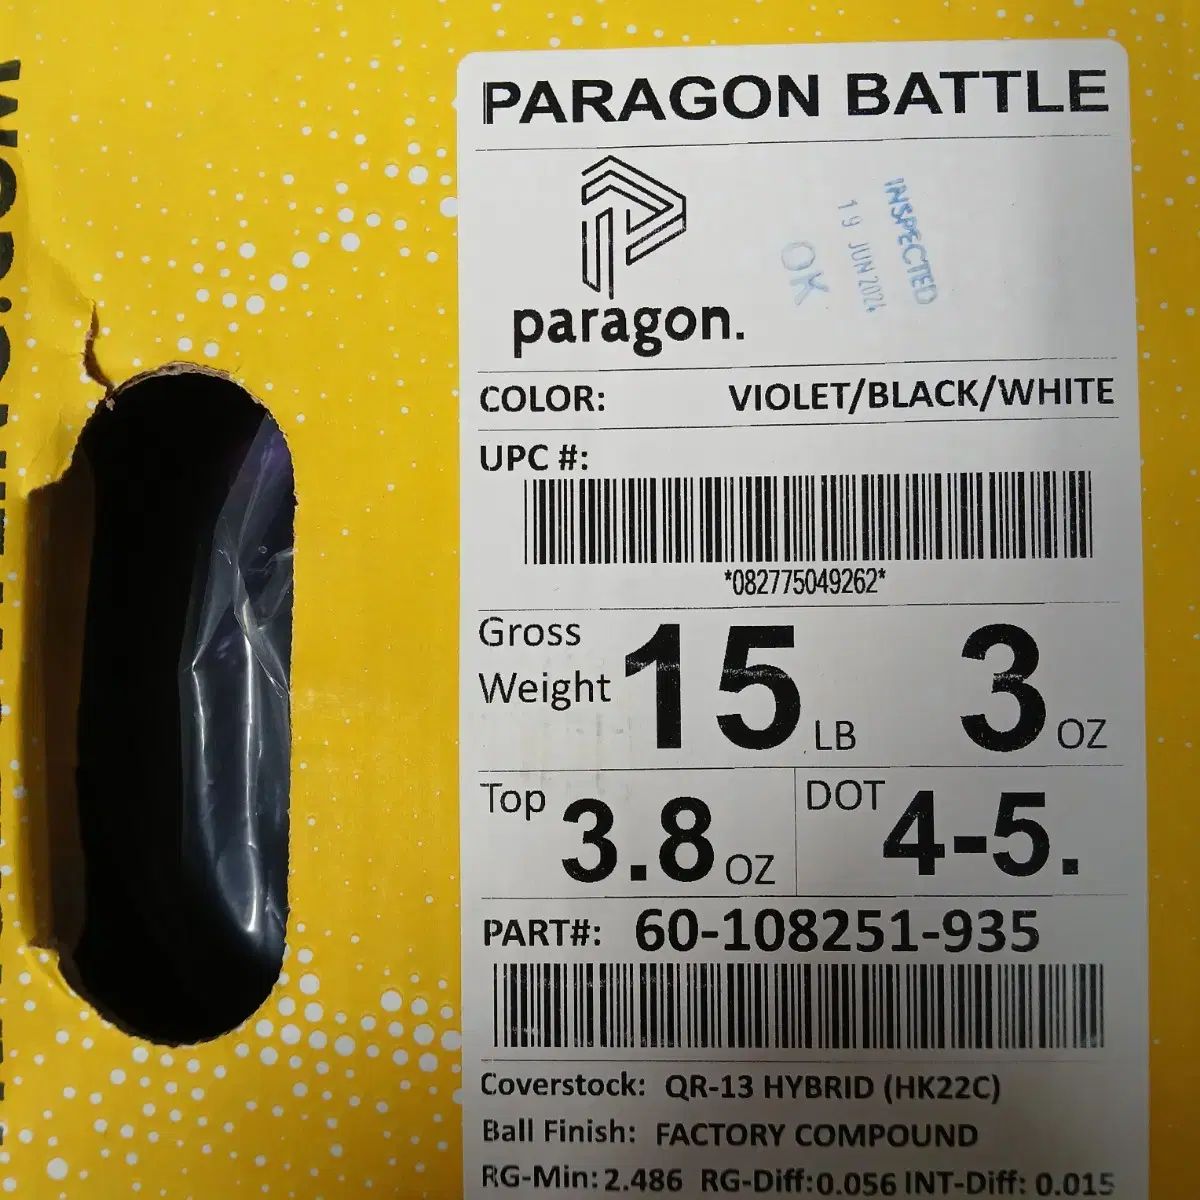 PARAGON BATTLE
paragon.
INSPECTED
19 JUN 2024
OK
COLOR: VIOLET/BLACK/WHITE
UPC #:
*082775049262*
Gross Weight 15 LB 3 OZ
Top 3.8 OZ DOT 4-5.
PART#: 60-108251-935
Coverstock: QR-13 HYBRID (HK22C)
Ball Finish: FACTORY COMPOUND
RG-Min: 2.486 RG-Diff:0.056 INT-Diff: 0.015